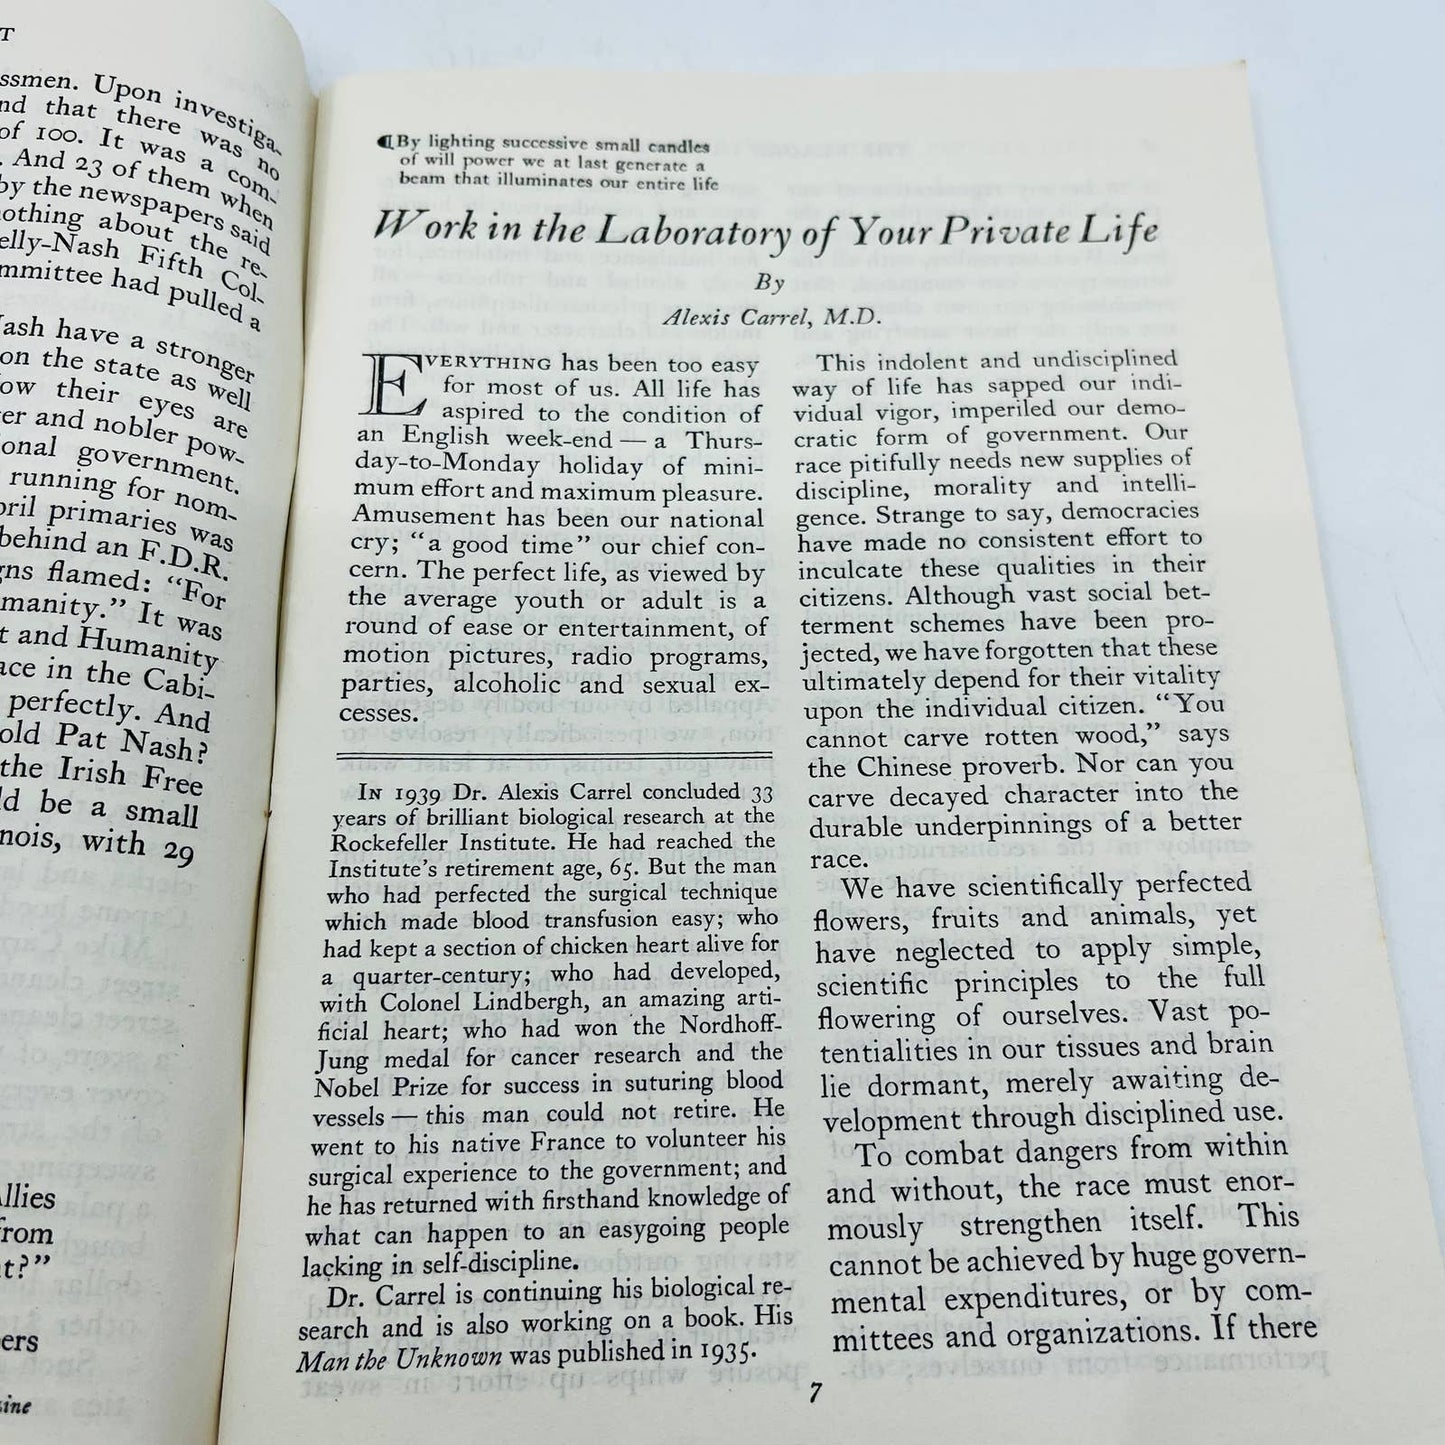 T
ssmen. Upon investiga-
nd that there was no
of 100. It was a com-
. And 23 of them when
by the newspapers said
nothing about the re-
elly-Nash Fifth Col-
mmittee had pulled a
Nash have a stronger
on the state as well
low their eyes are
er and nobler pow-
ional government.
running for nom-
pril primaries was
behind an F.D.R.
gns flamed: “For
manity.” It was
t and Humanity
ace in the Cabi-
perfectly. And
old Pat Nash?
the Irish Free
ld be a small
nois, with 29
Allies
from
t?”
ers
zine
¶By lighting successive small candles
of will power we at last generate a
beam that illuminates our entire life
Work in the Laboratory of Your Private Life
By
Alexis Carrel, M.D.
EVERYTHING has been too easy
for most of us. All life has
aspired to the condition of
an English week-end — a Thurs-
day-to-Monday holiday of mini-
mum effort and maximum pleasure.
Amusement has been our national
cry; “a good time” our chief con-
cern. The perfect life, as viewed by
the average youth or adult is a
round of ease or entertainment, of
motion pictures, radio programs,
parties, alcoholic and sexual ex-
cesses.
IN 1939 Dr. Alexis Carrel concluded 33
years of brilliant biological research at the
Rockefeller Institute. He had reached the
Institute’s retirement age, 65. But the man
who had perfected the surgical technique
which made blood transfusion easy; who
had kept a section of chicken heart alive for
a quarter-century; who had developed,
with Colonel Lindbergh, an amazing arti-
ficial heart; who had won the Nordhoff-
Jung medal for cancer research and the
Nobel Prize for success in suturing blood
vessels — this man could not retire. He
went to his native France to volunteer his
surgical experience to the government; and
he has returned with firsthand knowledge of
what can happen to an easygoing people
lacking in self-discipline.
Dr. Carrel is continuing his biological re-
search and is also working on a book. His
Man the Unknown was published in 1935.
This indolent and undisciplined
way of life has sapped our indi-
vidual vigor, imperiled our demo-
cratic form of government. Our
race pitifully needs new supplies of
discipline, morality and intelli-
gence. Strange to say, democracies
have made no consistent effort to
inculcate these qualities in their
citizens. Although vast social bet-
terment schemes have been pro-
jected, we have forgotten that these
ultimately depend for their vitality
upon the individual citizen. “You
cannot carve rotten wood,” says
the Chinese proverb. Nor can you
carve decayed character into the
durable underpinnings of a better
race.
We have scientifically perfected
flowers, fruits and animals, yet
have neglected to apply simple,
scientific principles to the full
flowering of ourselves. Vast po-
tentialities in our tissues and brain
lie dormant, merely awaiting de-
velopment through disciplined use.
To combat dangers from within
and without, the race must enor-
mously strengthen itself. This
cannot be achieved by huge govern-
mental expenditures, or by com-
mittees and organizations. If there
7